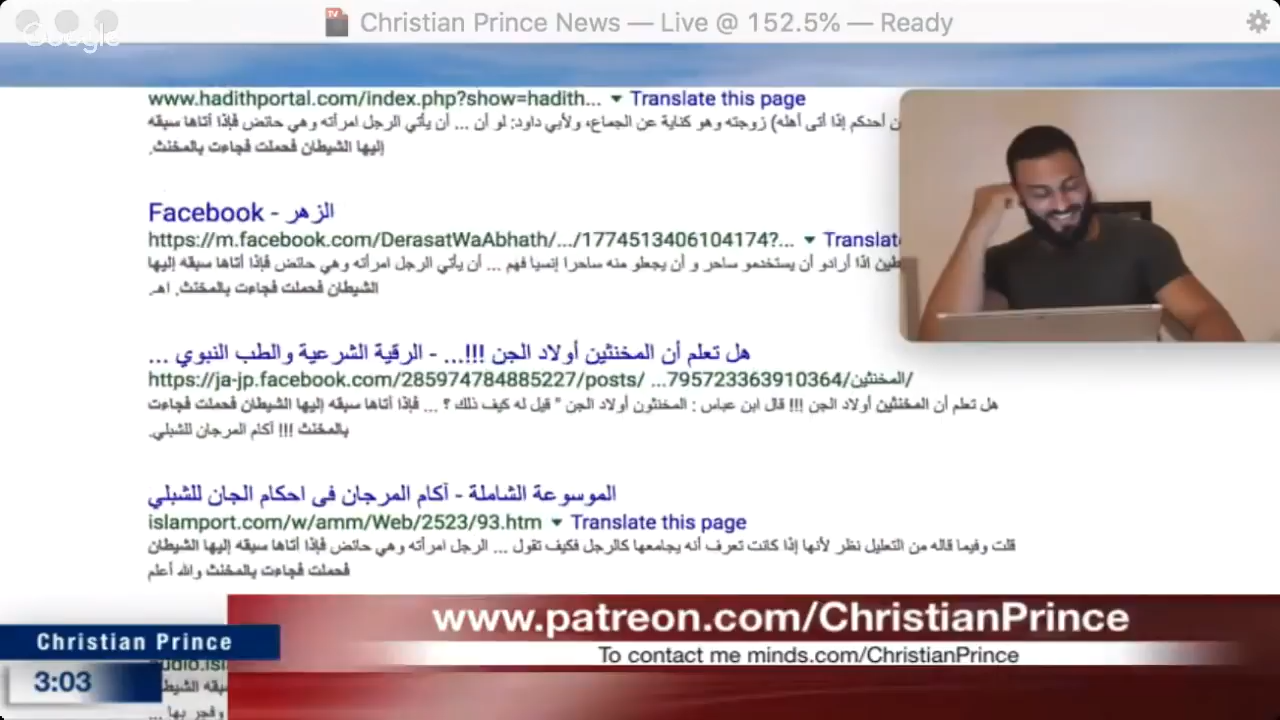 Christian Prince News — Live @ 152.5% — Ready
Google
www.hadithportal.com/index.php?show=hadith... Translate this page
ن أحدكم إذا أتى أهله) زوجته وهو كناية عن الجماع، ولأبي داود: لو أن ... أن يأتي الرجل امرأته وهي حائض فإذا أتاها سبقه
إليها الشيطان فحملت فجاءت بالمخنث.
الزهر - Facebook
https://m.facebook.com/DerasatWaAbhath/.../1774513406104174?... Translat
طين اذا أرادو أن يستخدمو ساحر و أن يجعلو منه ساحرا إنسيا فهم ... أن يأتي الرجل امرأته وهي حائض فإذا أتاها سبقه إليها
الشيطان فحملت فجاءت بالمخنث. اهـ.
هل تعلم أن المخنثين أولاد الجن !!!... - الرقية الشرعية والطب النبوي ...
https://ja-jp.facebook.com/285974784885227/posts/ ...795723363910364/المخنثين/
هل تعلم أن المخنثين أولاد الجن !!! قال ابن عباس : المخنثون أولاد الجن " قيل له كيف ذلك ؟ ... فإذا أتاها سبقه إليها الشيطان فحملت فجاءت
بالمخنث !!! آكام المرجان للشبلي.
الموسوعة الشاملة - آكام المرجان فى احكام الجان للشبلي
islamport.com/w/amm/Web/2523/93.htm Translate this page
قلت وفيما قاله من التعليل نظر لأنها إذا كانت تعرف أنه يجامعها كالرجل فكيف تقول ... الرجل امرأته وهي حائض فإذا أتاها سبقه إليها الشيطان
فحملت فجاءت بالمخنث والله أعلم
www.patreon.com/ChristianPrince
Christian Prince
To contact me minds.com/ChristianPrince
3:03
بقه الشيطا
وفجر بها ...